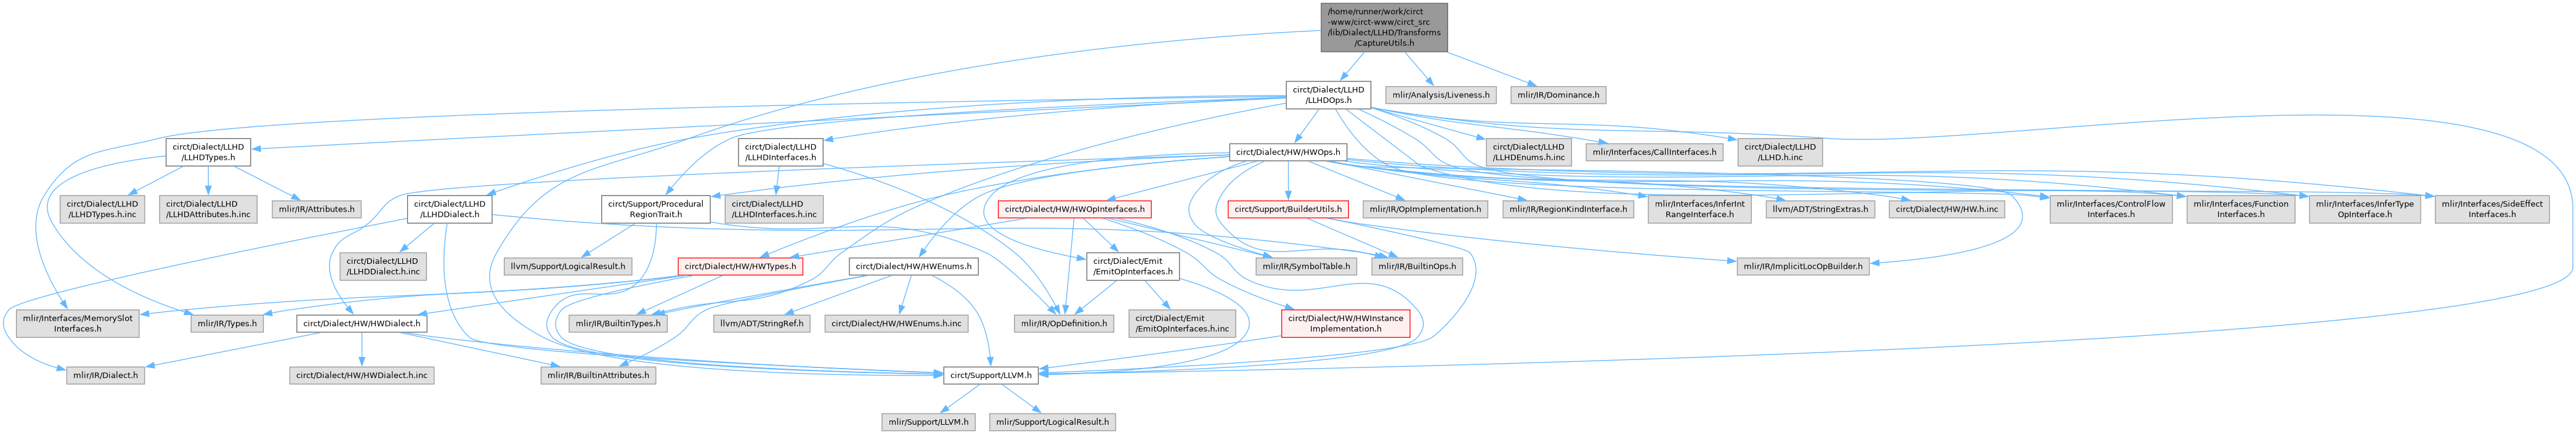 /home/runner/work/circt
-www/circt-www/circt_src
/lib/Dialect/LLHD/Transforms
/CaptureUtils.h
circt/Dialect/LLHD
/LLHDOps.h
mlir/Analysis/Liveness.h
mlir/IR/Dominance.h
circt/Dialect/LLHD
/LLHDTypes.h
circt/Dialect/LLHD
/LLHDInterfaces.h
circt/Dialect/HW/HWOps.h
circt/Dialect/LLHD
/LLHDEnums.h.inc
mlir/Interfaces/CallInterfaces.h
circt/Dialect/LLHD
/LLHD.h.inc
circt/Dialect/LLHD
/LLHDTypes.h.inc
circt/Dialect/LLHD
/LLHDAttributes.h.inc
mlir/IR/Attributes.h
circt/Dialect/LLHD
/LLHDDialect.h
circt/Support/Procedural
RegionTrait.h
circt/Dialect/LLHD
/LLHDInterfaces.h.inc
circt/Dialect/HW/HWOpInterfaces.h
circt/Support/BuilderUtils.h
mlir/IR/OpImplementation.h
mlir/IR/RegionKindInterface.h
mlir/Interfaces/InferInt
RangeInterface.h
llvm/ADT/StringExtras.h
circt/Dialect/HW/HW.h.inc
mlir/Interfaces/ControlFlow
Interfaces.h
mlir/Interfaces/Function
Interfaces.h
mlir/Interfaces/InferType
OpInterface.h
mlir/Interfaces/SideEffect
Interfaces.h
circt/Dialect/LLHD
/LLHDDialect.h.inc
llvm/Support/LogicalResult.h
circt/Dialect/HW/HWTypes.h
circt/Dialect/HW/HWEnums.h
circt/Dialect/Emit
/EmitOpInterfaces.h
mlir/IR/SymbolTable.h
mlir/IR/BuiltinOps.h
mlir/IR/ImplicitLocOpBuilder.h
mlir/Interfaces/MemorySlot
Interfaces.h
mlir/IR/Types.h
circt/Dialect/HW/HWDialect.h
mlir/IR/BuiltinTypes.h
llvm/ADT/StringRef.h
circt/Dialect/HW/HWEnums.h.inc
mlir/IR/OpDefinition.h
circt/Dialect/Emit
/EmitOpInterfaces.h.inc
circt/Dialect/HW/HWInstance
Implementation.h
mlir/IR/Dialect.h
circt/Dialect/HW/HWDialect.h.inc
mlir/IR/BuiltinAttributes.h
circt/Support/LLVM.h
mlir/Support/LLVM.h
mlir/Support/LogicalResult.h